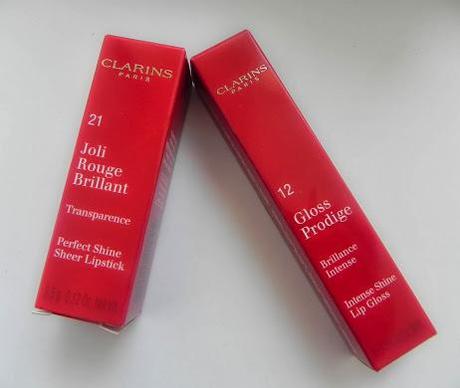 CLARINS
PARIS
21
Joli
Rouge
Brillant
Transparence
Perfect Shine
Sheer Lipstick
CLARINS
PARIS
12
Gloss
Prodige
Brillance
Intense
Intense Shine
Lip Gloss